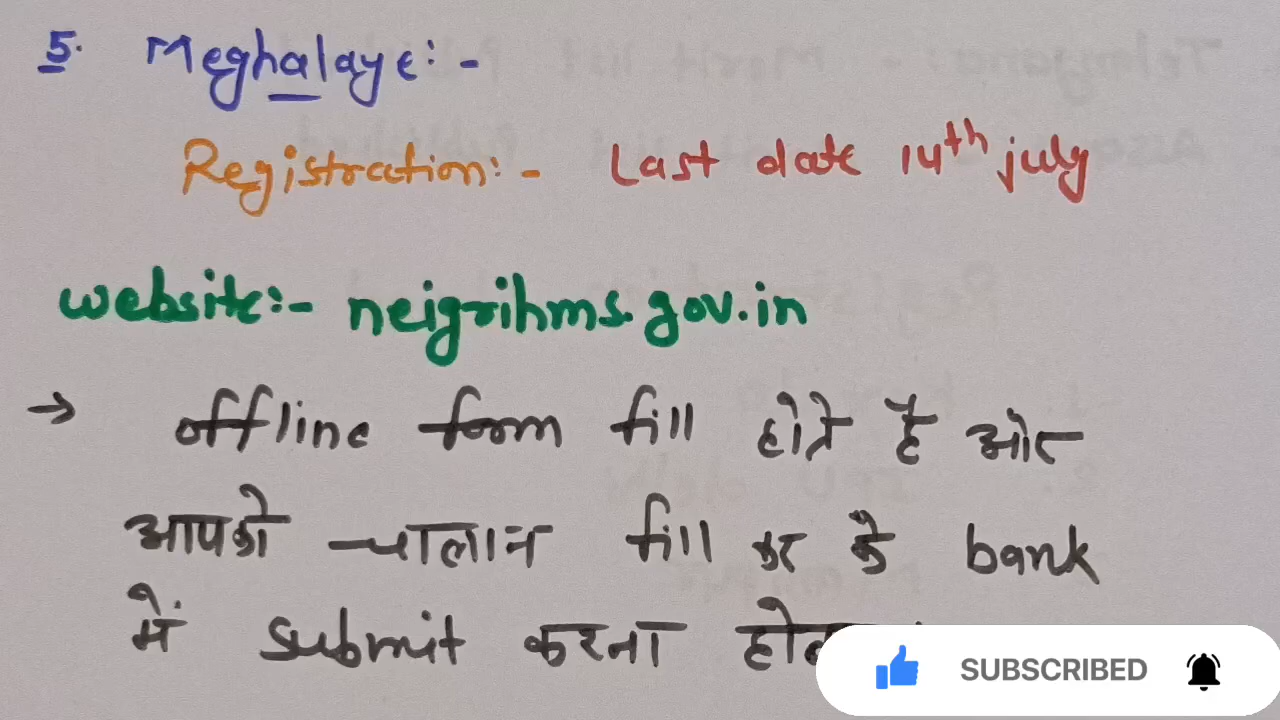 5. Meghalaye:-
Registration:- Last date 14th july
website:- neigrihms.gov.in
→ offline form fill होते है ओर
आपको चालान fill कर के bank
में submit करना
SUBSCRIBED